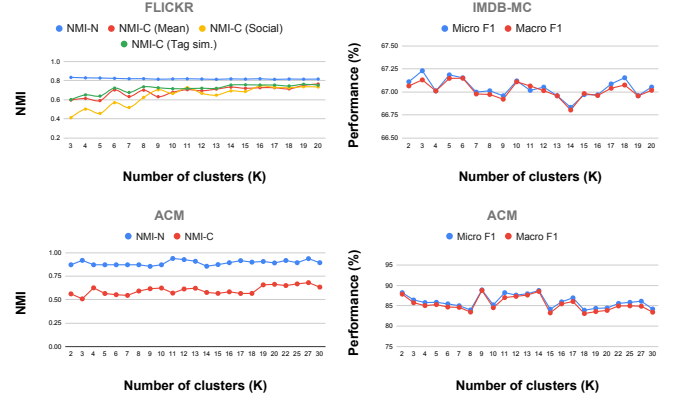 FLICKR
NMI-N NMI-C (Mean) NMI-C (Social)
NMI-C (Tag sim.)
NMI
1.0
0.8
0.6
0.4
0.2
3 4 5 6 7 8 9 10 11 12 13 14 15 16 17 18 19 20
Number of clusters (K)
IMDB-MC
Micro F1 Macro F1
Performance (%)
67.50
67.25
67.00
66.75
66.50
2 3 4 5 6 7 8 9 10 11 12 13 14 15 16 17 18 19 20
Number of clusters (K)
ACM
NMI-N NMI-C
NMI
1.00
0.75
0.50
0.25
0.00
2 3 4 5 6 7 8 9 10 11 12 13 14 15 16 17 18 19 20 22 25 27 30
Number of clusters (K)
ACM
Micro F1 Macro F1
Performance (%)
95
90
85
80
75
2 3 4 5 6 7 8 9 10 11 12 13 14 15 16 17 18 19 20 22 25 27 30
Number of clusters (K)